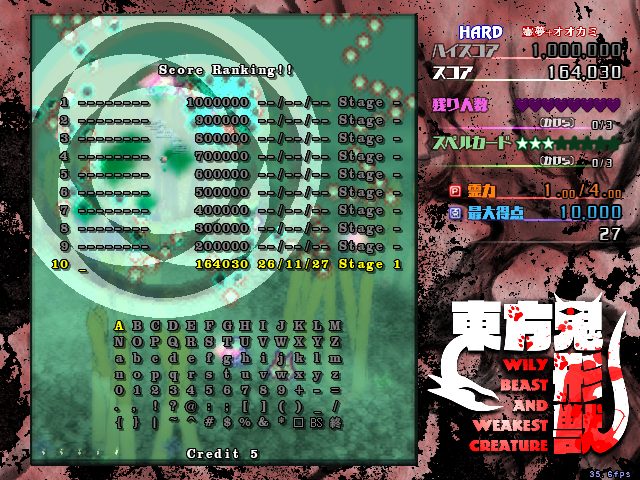 Score Ranking!!
1 -------- 1000000 --/--/-- Stage -
2 -------- 900000 --/--/-- Stage -
3 -------- 800000 --/--/-- Stage -
4 -------- 700000 --/--/-- Stage -
5 -------- 600000 --/--/-- Stage -
6 -------- 500000 --/--/-- Stage -
7 -------- 400000 --/--/-- Stage -
8 -------- 300000 --/--/-- Stage -
9 -------- 200000 --/--/-- Stage -
10 _ 164030 26/11/27 Stage 1
A B C D E F G H I J K L M
N O P Q R S T U V W X Y Z
a b c d e f g h i j k l m
n o p q r s t u v w x y z
0 1 2 3 4 5 6 7 8 9 + - =
. , ! ? @ : ; [ ] ( ) _ /
{ } | ~ ^ # $ % & * □ BS 終
Credit 5
HARD 霊夢+オオカミ
ハイスコア 1,000,000
スコア 164,030
残り人数
(かけら) 0/3
スペルカード ★★★
(かけら) 0/3
P 霊力 1.00/4.00
最大得点 10,000
27
東方鬼形獣
WILY
BEAST
AND
WEAKEST
CREATURE
35.6fps